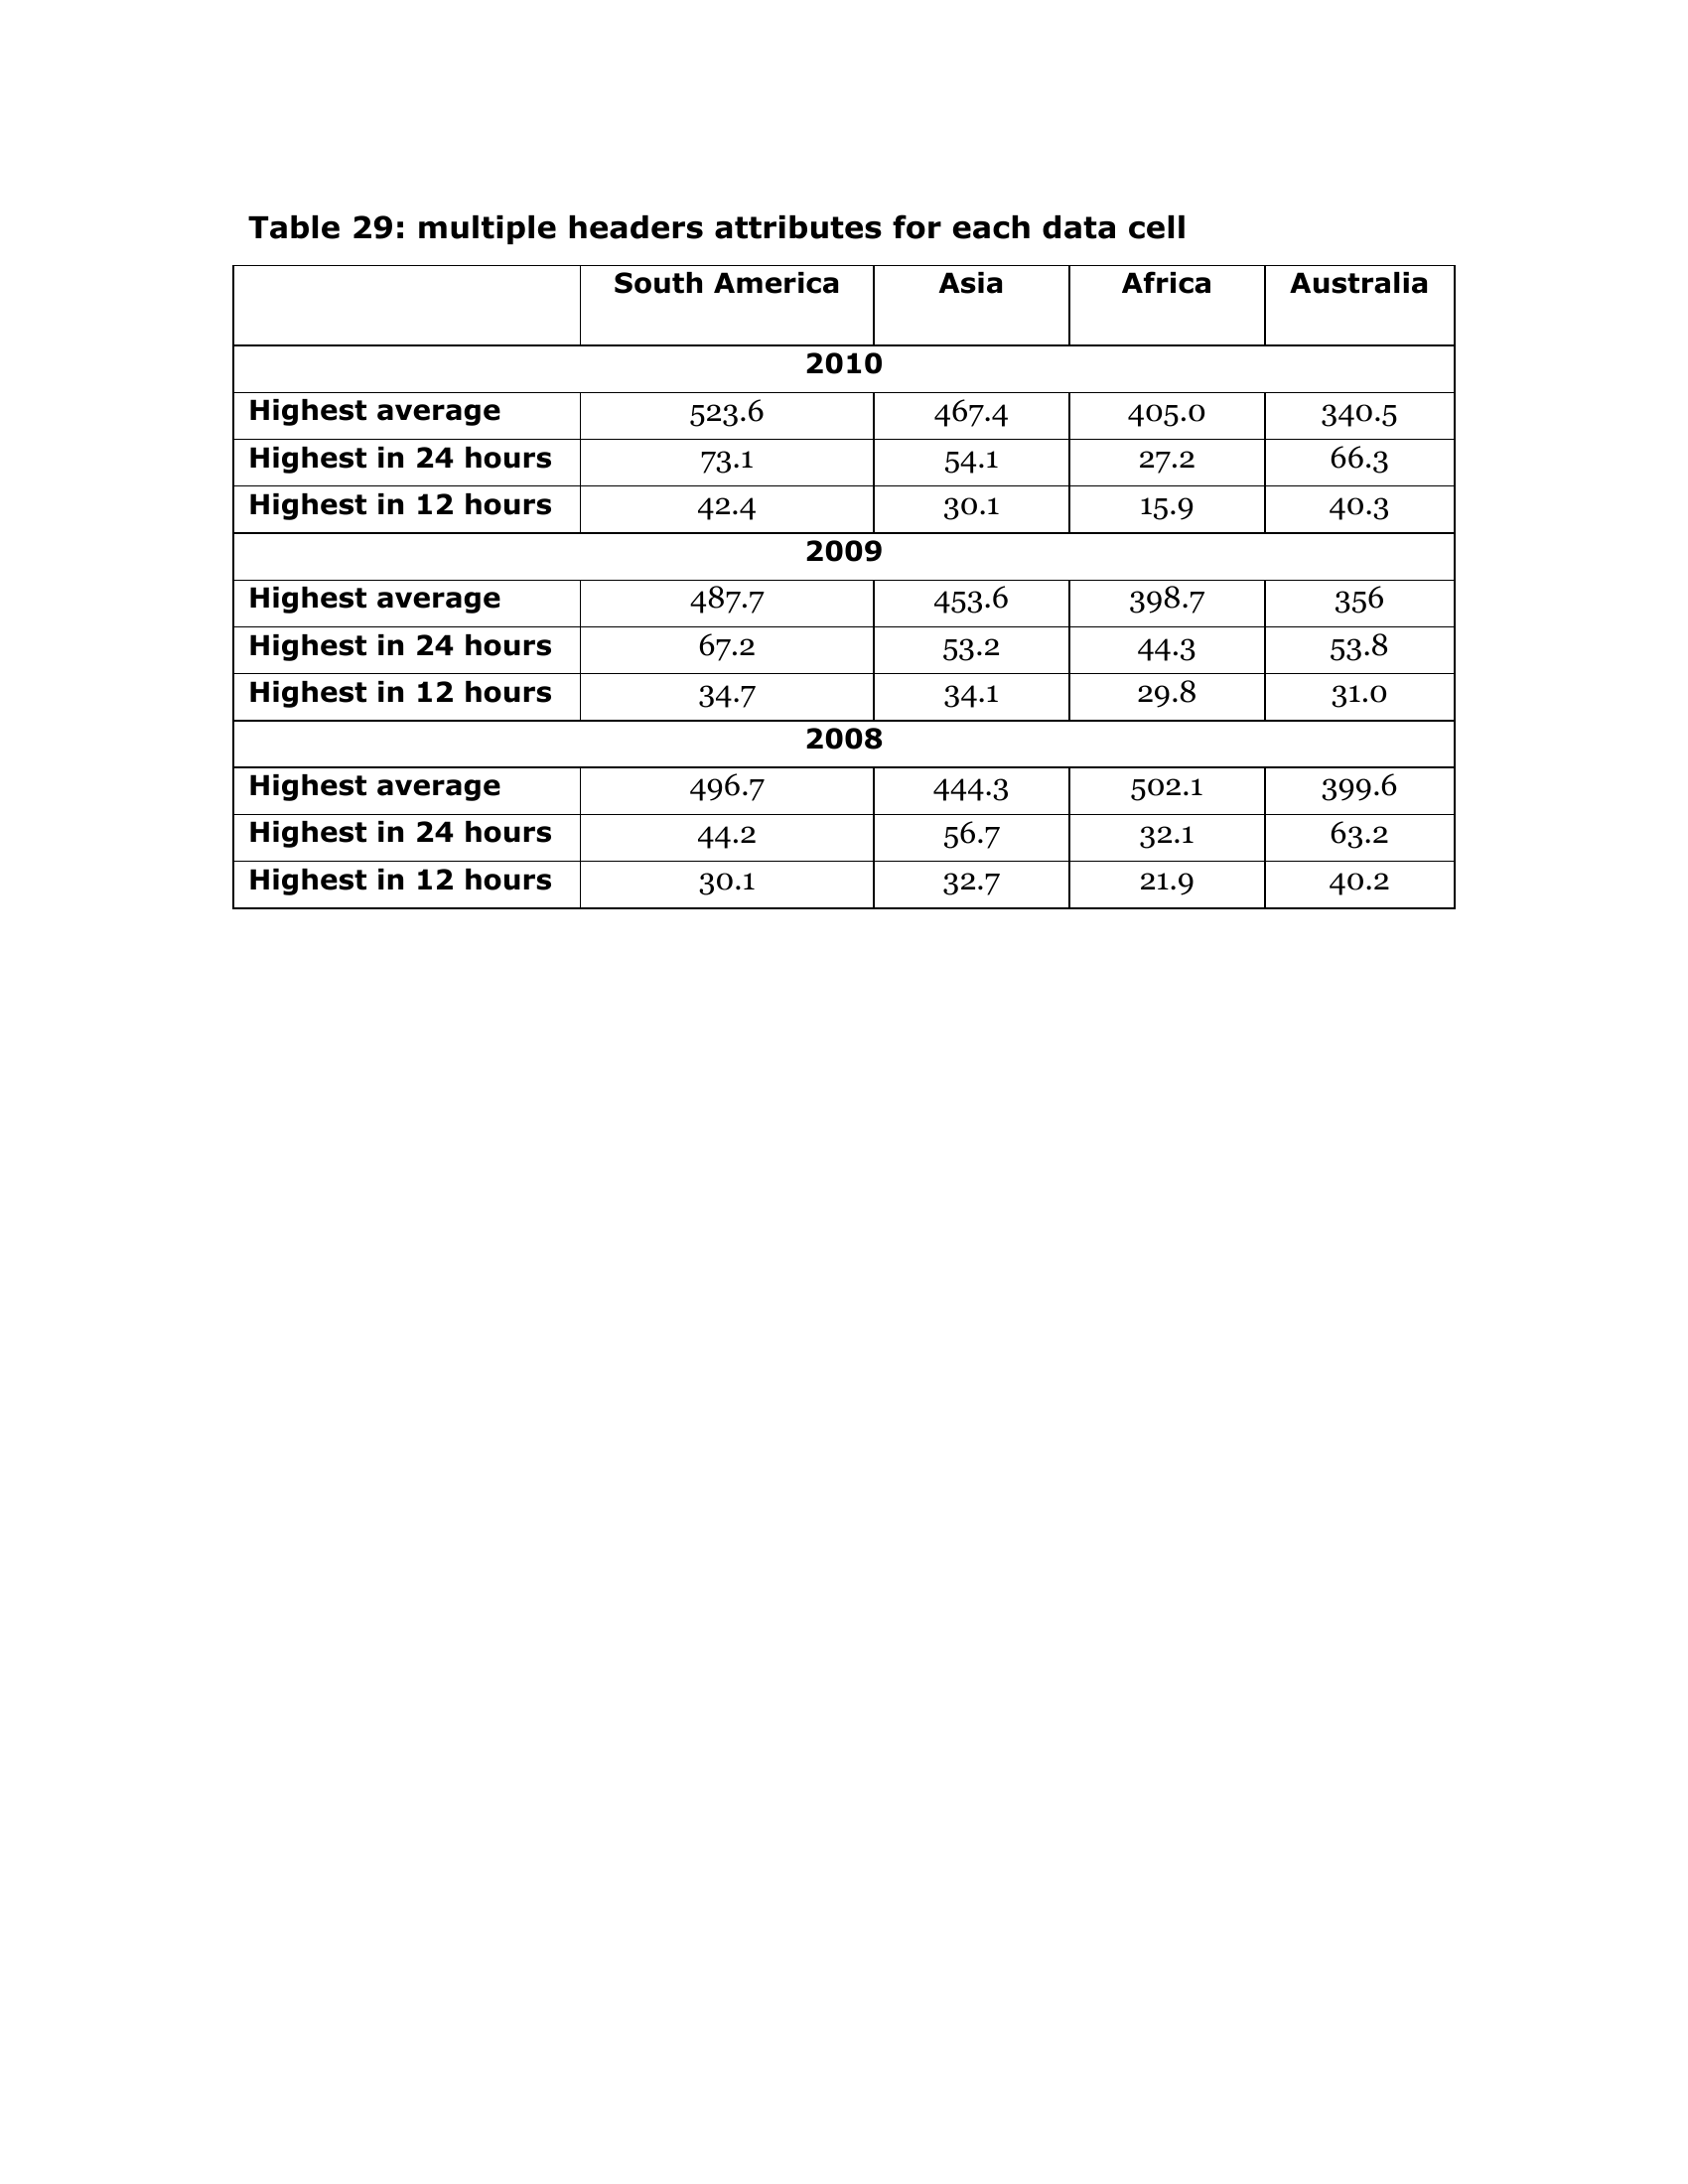 Table 29: multiple headers attributes for each data cell
South America Asia Africa Australia
2010
Highest average 523.6 467.4 405.0 340.5
Highest in 24 hours 73.1 54.1 27.2 66.3
Highest in 12 hours 42.4 30.1 15.9 40.3
2009
Highest average 487.7 453.6 398.7 356
Highest in 24 hours 67.2 53.2 44.3 53.8
Highest in 12 hours 34.7 34.1 29.8 31.0
2008
Highest average 496.7 444.3 502.1 399.6
Highest in 24 hours 44.2 56.7 32.1 63.2
Highest in 12 hours 30.1 32.7 21.9 40.2